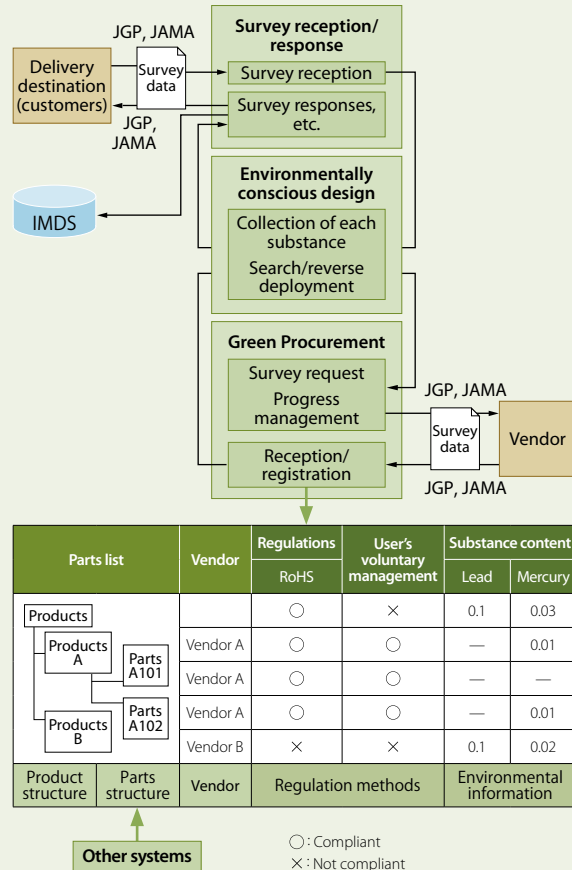 JGP, JAMA
Delivery
destination
(customers)
Survey
data
JGP,
JAMA
IMDS
Survey reception/
response
Survey reception
Survey responses,
etc.
Environmentally
conscious design
Collection of each
substance
Search/reverse
deployment
Green Procurement
Survey request
Progress
management
Reception/
registration
JGP, JAMA
Survey
data
Vendor
JGP, JAMA
Parts list Vendor Regulations User's voluntary management Substance content
RoHS Lead Mercury
Products ○ × 0.1 0.03
Products A Vendor A ○ ○ — 0.01
Parts A101 Vendor A ○ ○ — —
Parts A102 Vendor A ○ ○ — 0.01
Products B Vendor B × × 0.1 0.02
Product structure Parts structure Vendor Regulation methods Environmental information
Other systems
○: Compliant
×: Not compliant